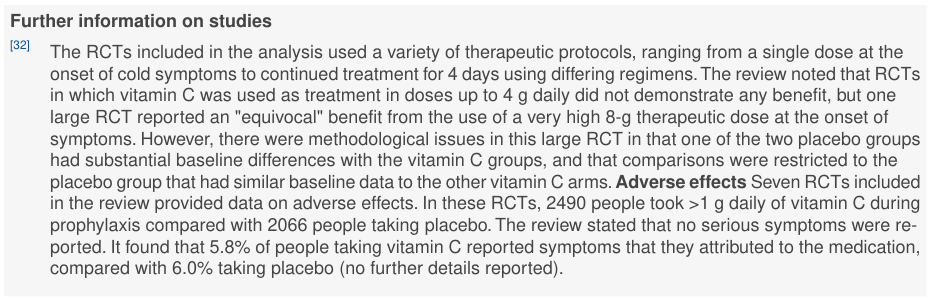 Further information on studies
[32] The RCTs included in the analysis used a variety of therapeutic protocols, ranging from a single dose at the
onset of cold symptoms to continued treatment for 4 days using differing regimens. The review noted that RCTs
in which vitamin C was used as treatment in doses up to 4 g daily did not demonstrate any benefit, but one
large RCT reported an "equivocal" benefit from the use of a very high 8-g therapeutic dose at the onset of
symptoms. However, there were methodological issues in this large RCT in that one of the two placebo groups
had substantial baseline differences with the vitamin C groups, and that comparisons were restricted to the
placebo group that had similar baseline data to the other vitamin C arms. Adverse effects Seven RCTs included
in the review provided data on adverse effects. In these RCTs, 2490 people took >1 g daily of vitamin C during
prophylaxis compared with 2066 people taking placebo. The review stated that no serious symptoms were re-
ported. It found that 5.8% of people taking vitamin C reported symptoms that they attributed to the medication,
compared with 6.0% taking placebo (no further details reported).